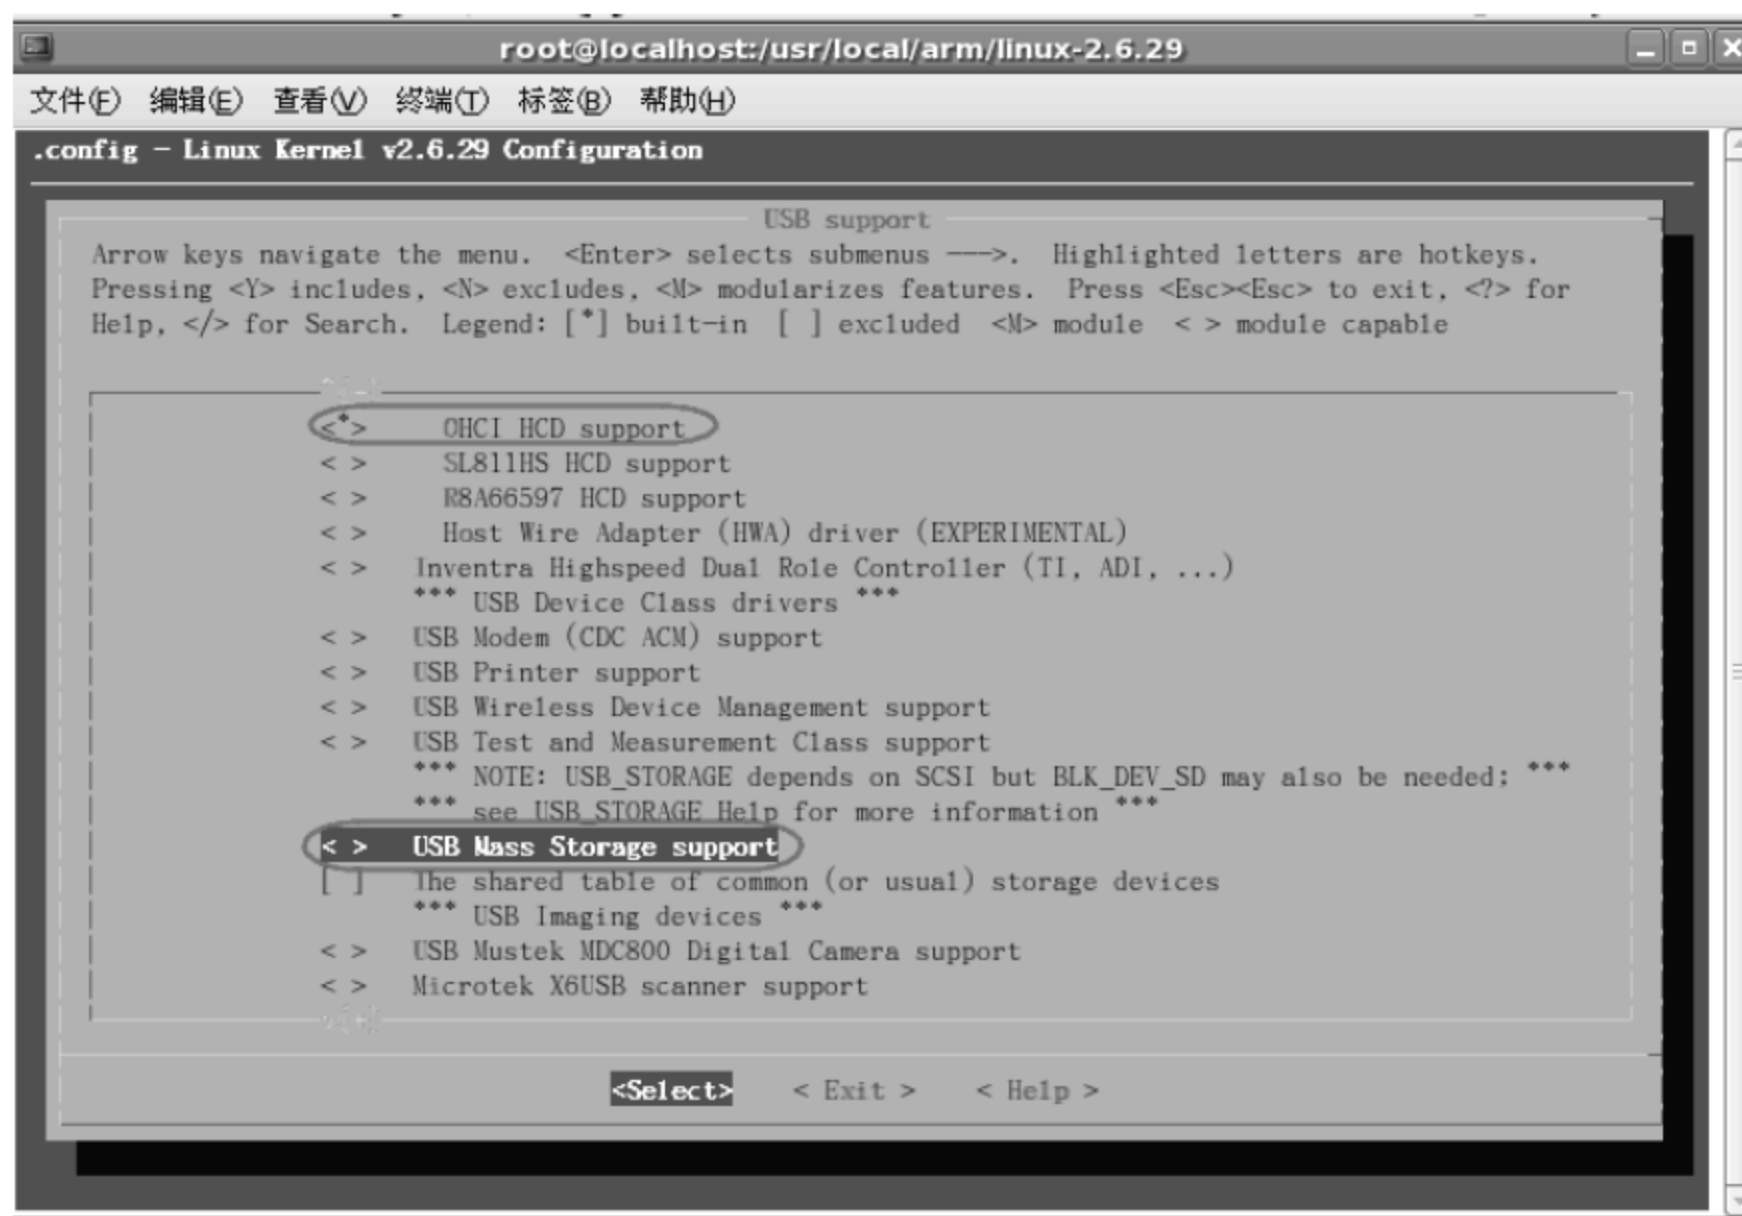 root@localhost:/usr/local/arm/linux-2.6.29
文件(F) 编辑(E) 查看(V) 终端(T) 标签(B) 帮助(H)
.config - Linux Kernel v2.6.29 Configuration
USB support
Arrow keys navigate the menu. <Enter> selects submenus --->. Highlighted letters are hotkeys.
Pressing <Y> includes, <N> excludes, <M> modularizes features. Press <Esc><Esc> to exit, <?> for
Help, </> for Search. Legend: [*] built-in [ ] excluded <M> module < > module capable
<*> OHCI HCD support
< > SL811HS HCD support
< > R8A66597 HCD support
< > Host Wire Adapter (HWA) driver (EXPERIMENTAL)
< > Inventra Highspeed Dual Role Controller (TI, ADI, ...)
*** USB Device Class drivers ***
< > USB Modem (CDC ACM) support
< > USB Printer support
< > USB Wireless Device Management support
< > USB Test and Measurement Class support
*** NOTE: USB_STORAGE depends on SCSI but BLK_DEV_SD may also be needed; ***
*** see USB_STORAGE Help for more information ***
< > USB Mass Storage support
[ ] The shared table of common (or usual) storage devices
*** USB Imaging devices ***
< > USB Mustek MDC800 Digital Camera support
< > Microtek X6USB scanner support
<Select> < Exit > < Help >